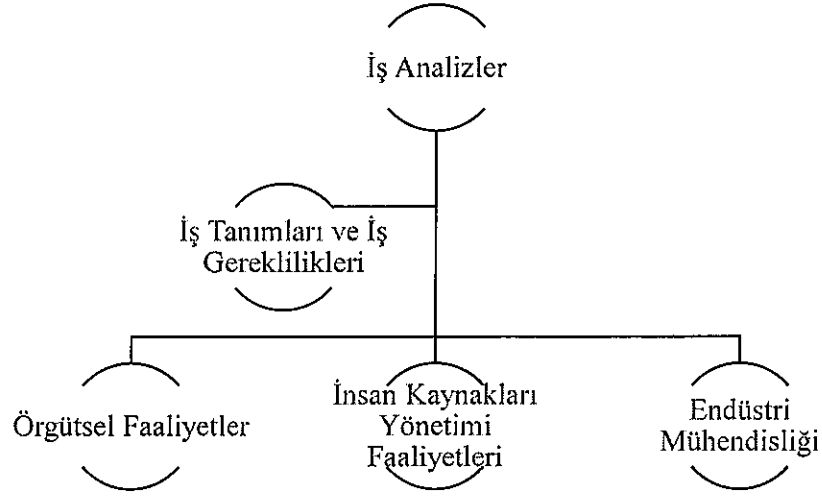 İş Analizler
İş Tanımları ve İş
Gereklilikleri
Örgütsel Faaliyetler
İnsan Kaynakları
Yönetimi
Faaliyetleri
Endüstri
Mühendisliği